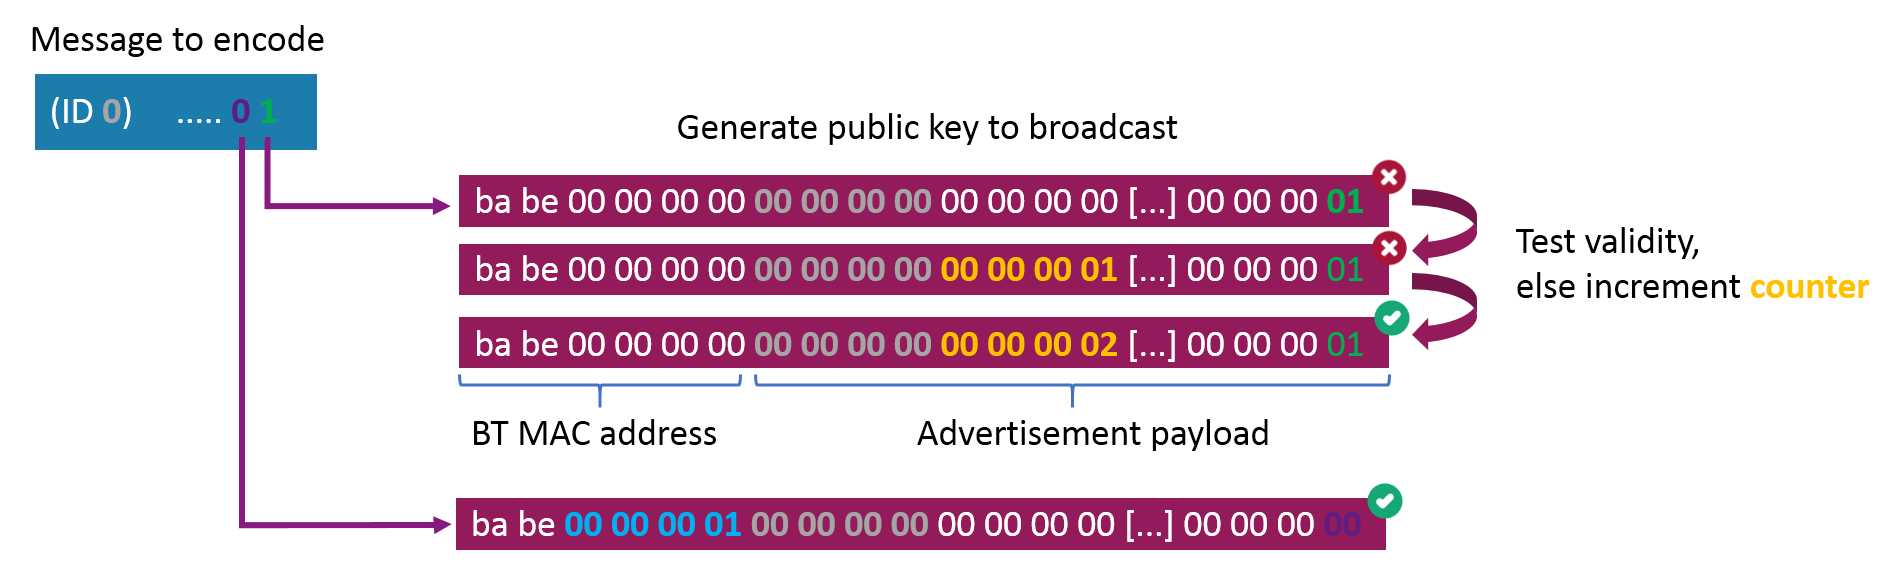 Message to encode
(ID 0) ..... 0 1
Generate public key to broadcast
ba be 00 00 00 00 00 00 00 00 00 00 00 00 [...] 00 00 00 01
ba be 00 00 00 00 00 00 00 00 00 00 00 01 [...] 00 00 00 01
ba be 00 00 00 00 00 00 00 00 00 00 00 02 [...] 00 00 00 01
Test validity,
else increment counter
BT MAC address
Advertisement payload
ba be 00 00 00 01 00 00 00 00 00 00 00 00 [...] 00 00 00 00